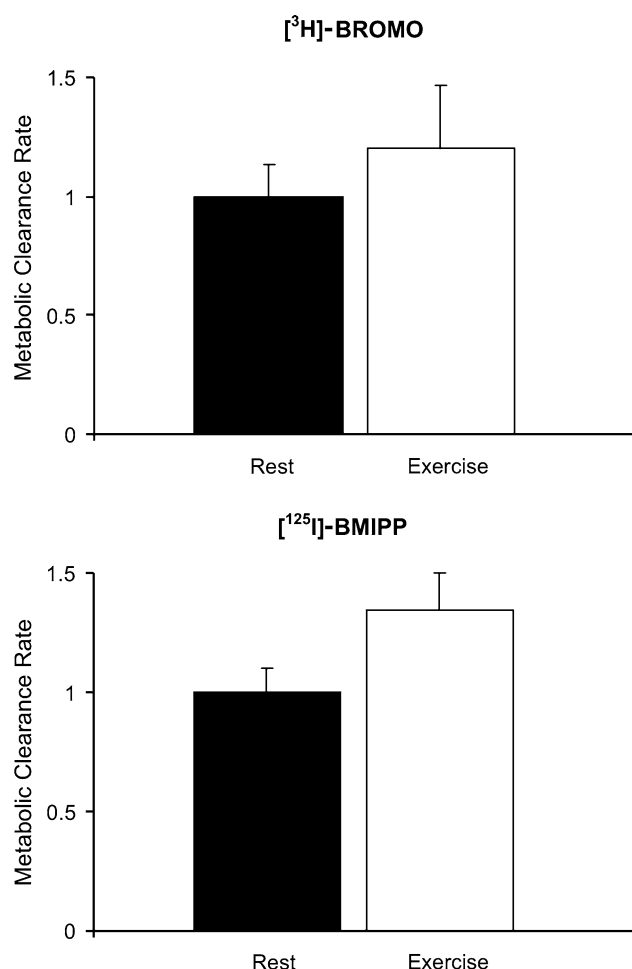 [³H]-BROMO
1.5
1
0.5
0
Metabolic Clearance Rate
Rest Exercise
[¹²⁵I]-BMIPP
1.5
1
0.5
0
Metabolic Clearance Rate
Rest Exercise